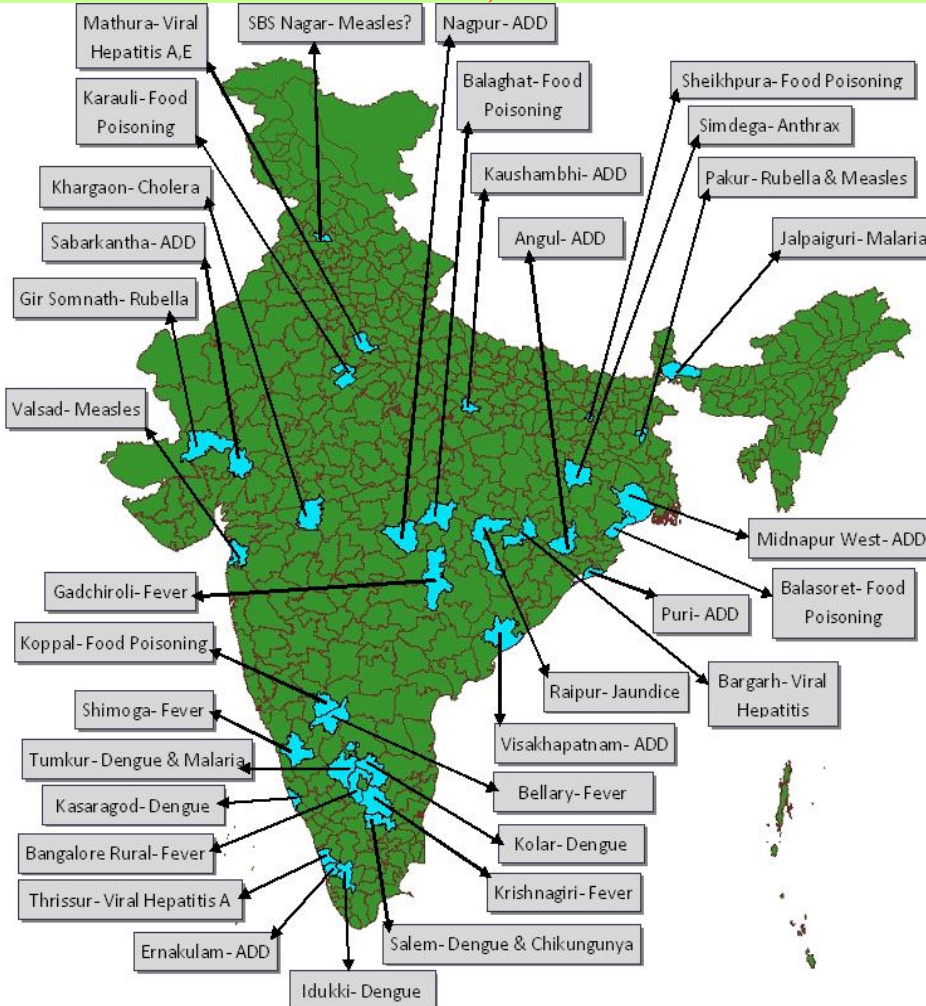 Mathura- Viral
Hepatitis A,E
SBS Nagar- Measles?
Nagpur- ADD
Karauli- Food
Poisoning
Balaghat- Food
Poisoning
Sheikhpura- Food Poisoning
Simdega- Anthrax
Khargaon- Cholera
Kaushambhi- ADD
Pakur- Rubella & Measles
Sabarkantha- ADD
Angul- ADD
Jalpaiguri- Malaria
Gir Somnath- Rubella
Valsad- Measles
Midnapur West- ADD
Gadchiroli- Fever
Puri- ADD
Balasoret- Food
Poisoning
Koppal- Food Poisoning
Raipur- Jaundice
Bargarh- Viral
Hepatitis
Shimoga- Fever
Visakhapatnam- ADD
Tumkur- Dengue & Malaria
Bellary- Fever
Kasaragod- Dengue
Kolar- Dengue
Bangalore Rural- Fever
Krishnagiri- Fever
Thrissur- Viral Hepatitis A
Ernakulam- ADD
Salem- Dengue & Chikungunya
Idukki- Dengue